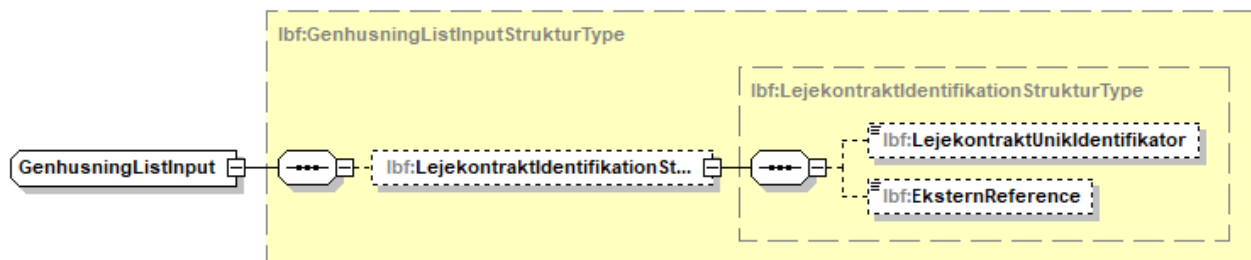 lbf:GenhusningListInputStrukturType
lbf:LejekontraktIdentifikationStrukturType
lbf:LejekontraktUnikIdentifikator
GenhusningListInput
lbf:LejekontraktIdentifikationSt...
lbf:EksternReference